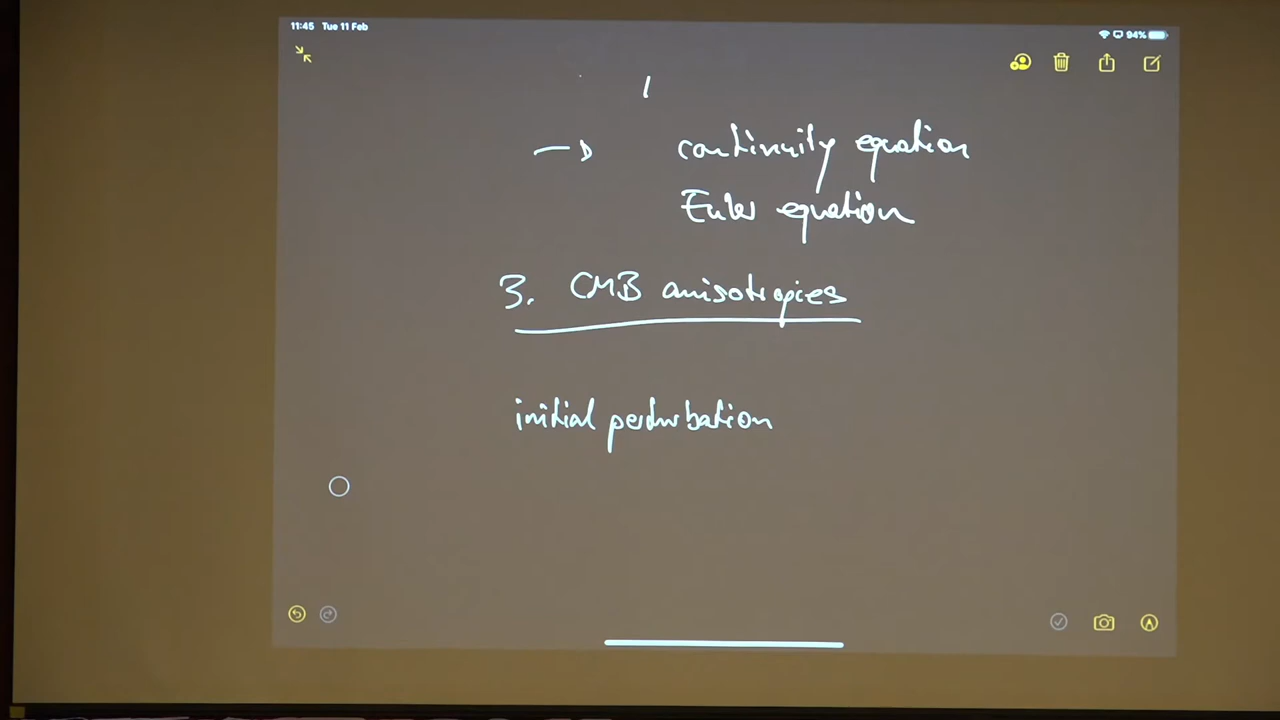 11:45 Tue 11 Feb
94%
→ continuity equation
Euler equation
3. CMB anisotropies
initial perturbation